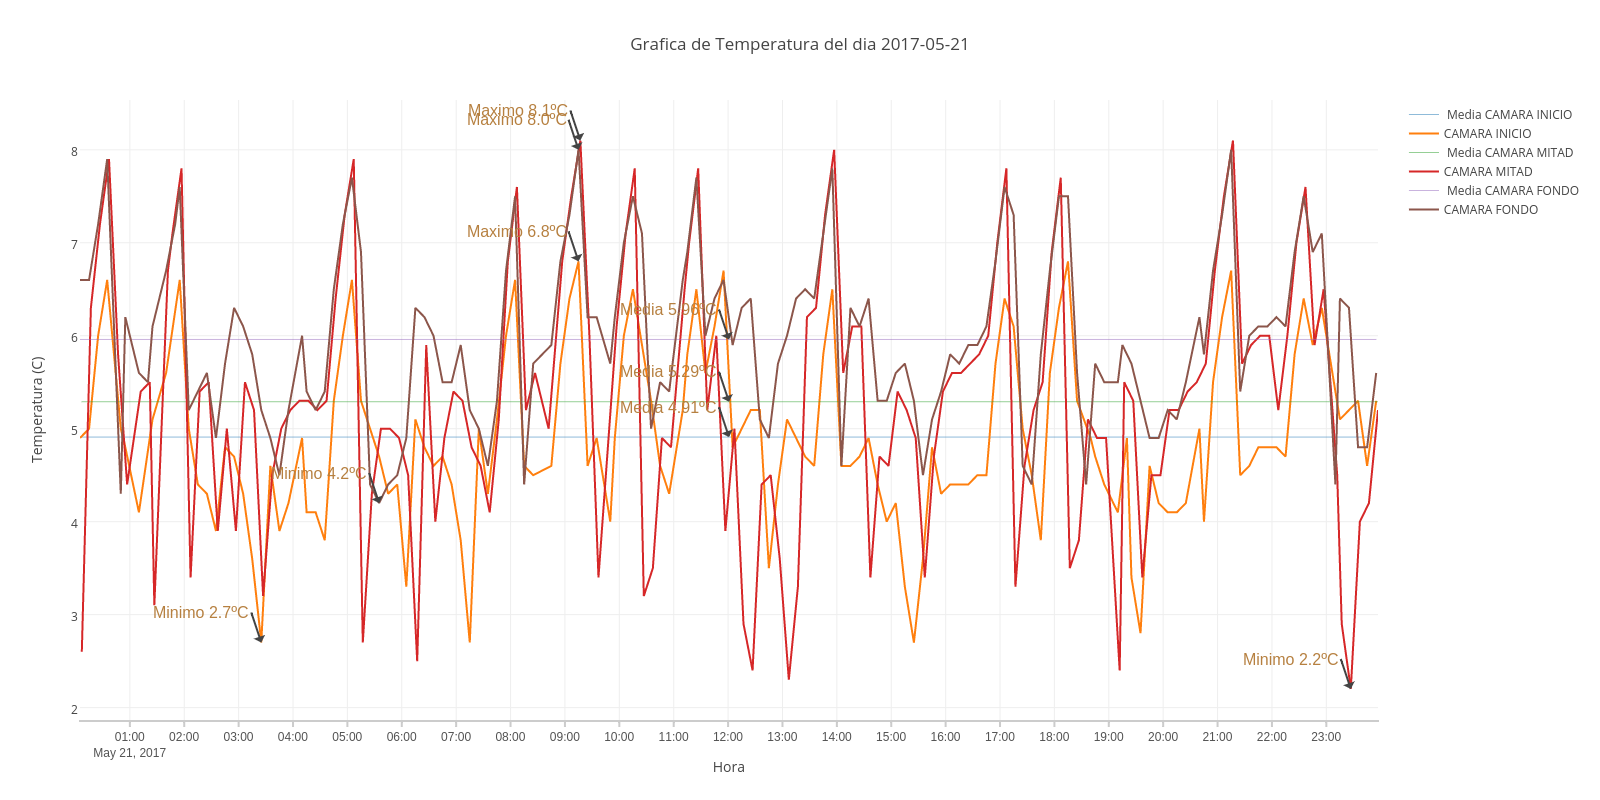 Grafica de Temperatura del dia 2017-05-21
Maximo 8.1ºC
Maximo 8.0ºC
Maximo 6.8ºC
Media 5.96ºC
Media 5.29ºC
Media 4.91ºC
Minimo 4.2ºC
Minimo 2.7ºC
Minimo 2.2ºC
Media CAMARA INICIO
CAMARA INICIO
Media CAMARA MITAD
CAMARA MITAD
Media CAMARA FONDO
CAMARA FONDO
Temperatura (C)
8
7
6
5
4
3
2
01:00 02:00 03:00 04:00 05:00 06:00 07:00 08:00 09:00 10:00 11:00 12:00 13:00 14:00 15:00 16:00 17:00 18:00 19:00 20:00 21:00 22:00 23:00
May 21, 2017
Hora